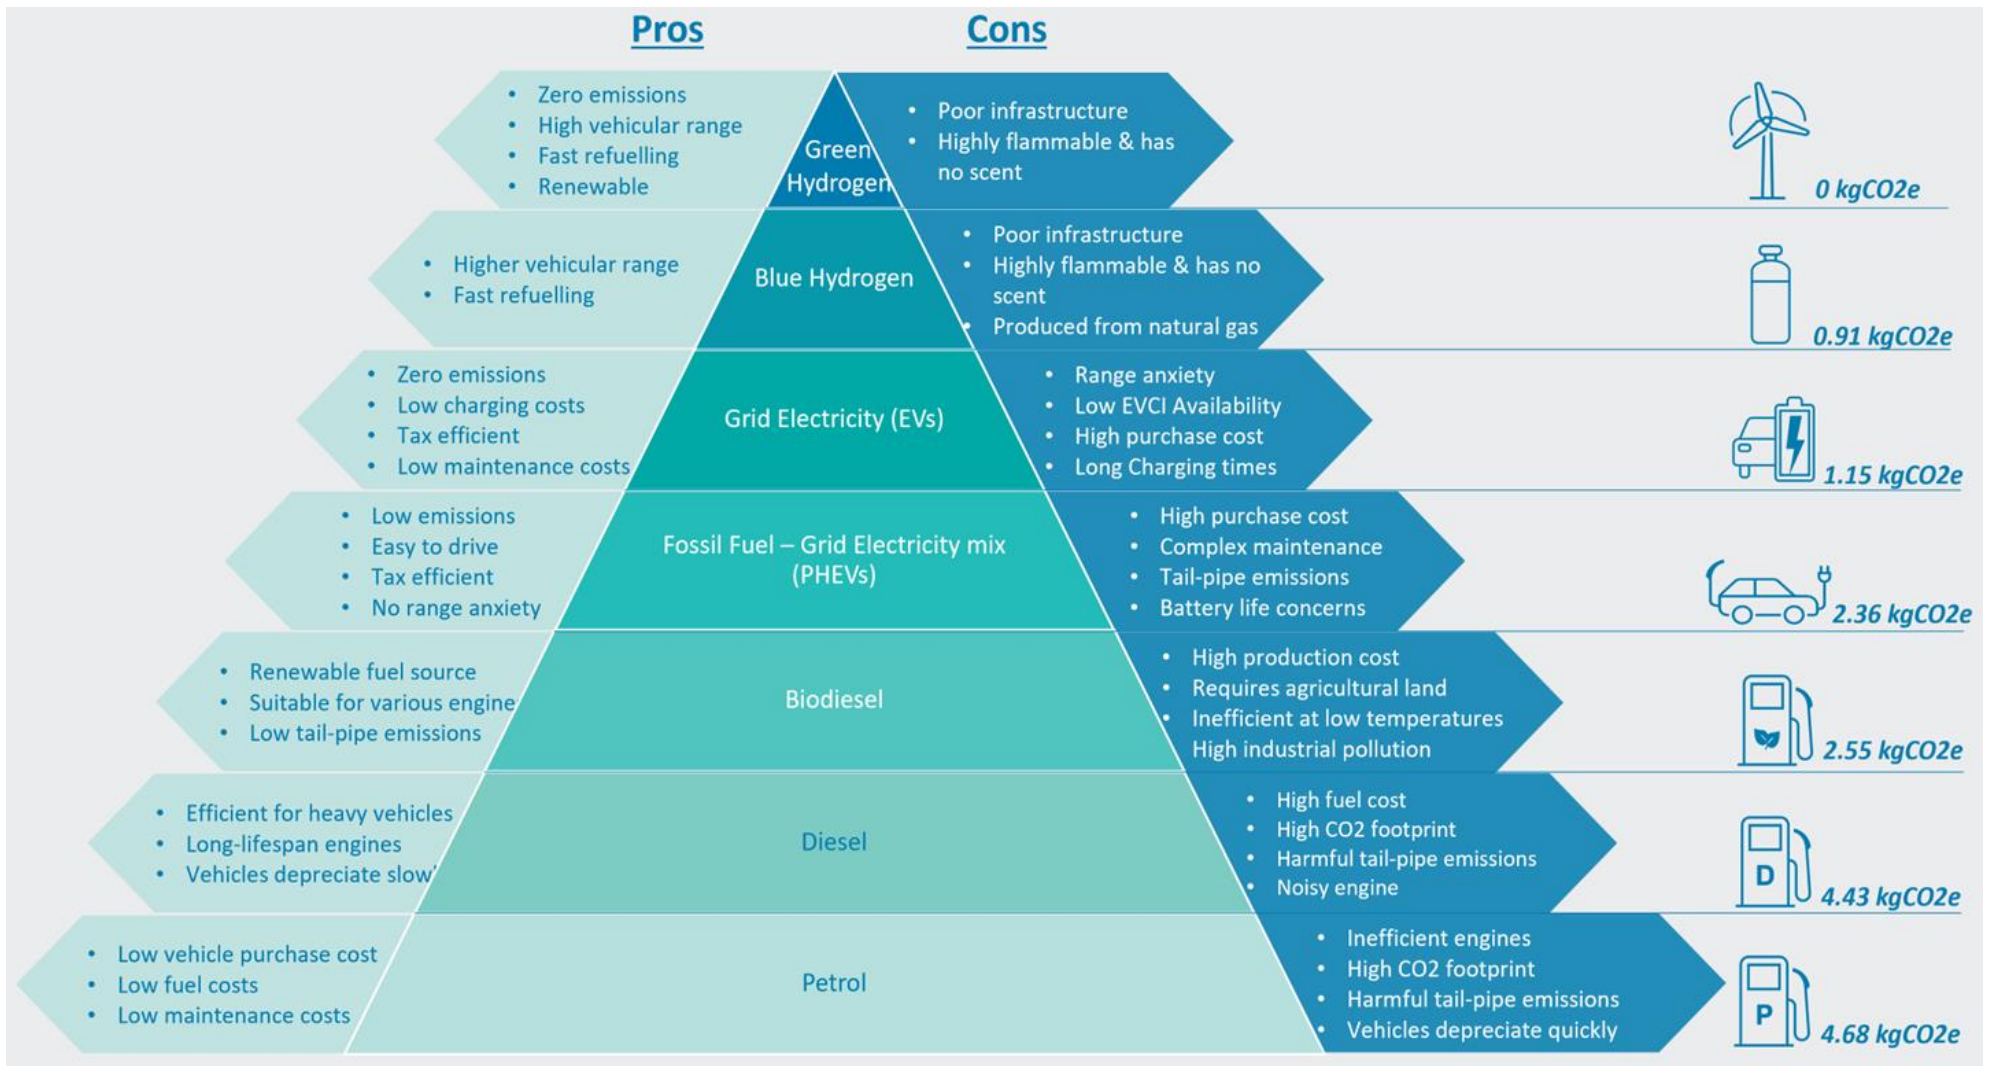 Pros
Cons
Zero emissions
High vehicular range
Fast refuelling
Renewable
Green
Hydrogen
Poor infrastructure
Highly flammable & has
no scent
0 kgCO2e
Higher vehicular range
Fast refuelling
Blue Hydrogen
Poor infrastructure
Highly flammable & has no
scent
Produced from natural gas
0.91 kgCO2e
Zero emissions
Low charging costs
Tax efficient
Low maintenance costs
Grid Electricity (EVs)
Range anxiety
Low EVCI Availability
High purchase cost
Long Charging times
1.15 kgCO2e
Low emissions
Easy to drive
Tax efficient
No range anxiety
Fossil Fuel – Grid Electricity mix
(PHEVs)
High purchase cost
Complex maintenance
Tail-pipe emissions
Battery life concerns
2.36 kgCO2e
Renewable fuel source
Suitable for various engine
Low tail-pipe emissions
Biodiesel
High production cost
Requires agricultural land
Inefficient at low temperatures
High industrial pollution
2.55 kgCO2e
Efficient for heavy vehicles
Long-lifespan engines
Vehicles depreciate slow
Diesel
High fuel cost
High CO2 footprint
Harmful tail-pipe emissions
Noisy engine
D
4.43 kgCO2e
Low vehicle purchase cost
Low fuel costs
Low maintenance costs
Petrol
Inefficient engines
High CO2 footprint
Harmful tail-pipe emissions
Vehicles depreciate quickly
P
4.68 kgCO2e